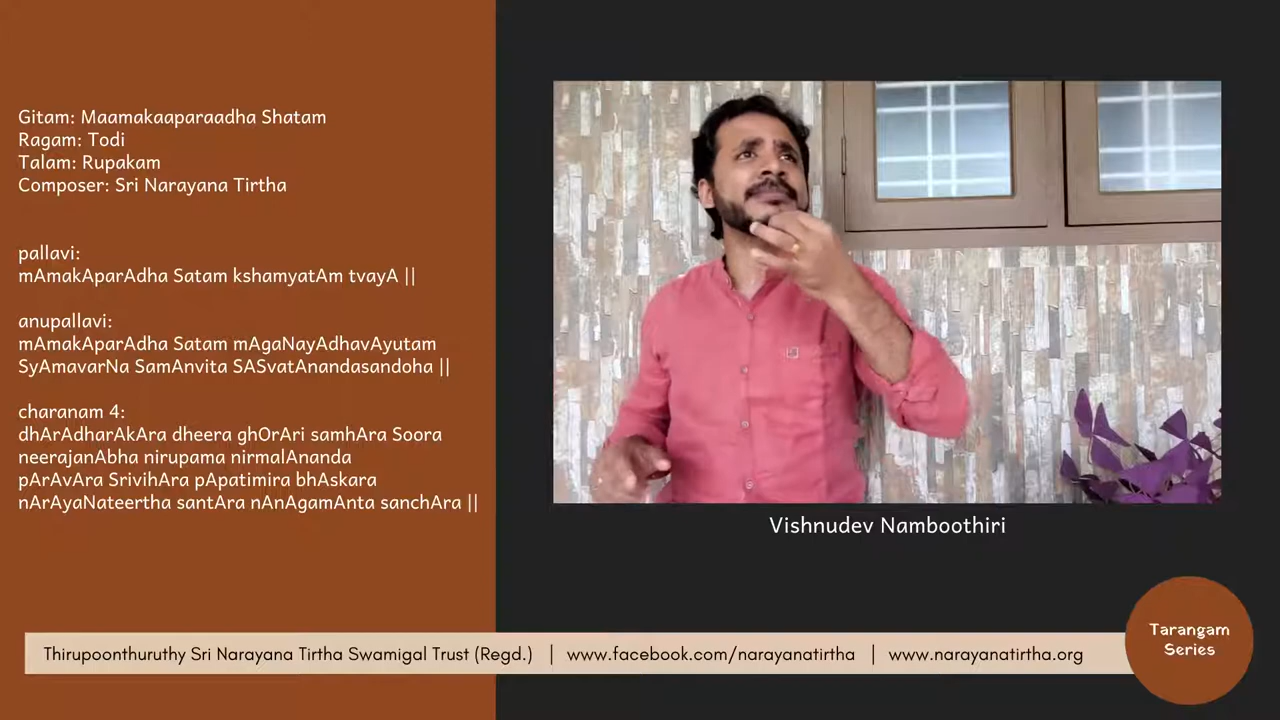 Gitam: Maamakaaparaadha Shatam
Ragam: Todi
Talam: Rupakam
Composer: Sri Narayana Tirtha
pallavi:
mAmakAparAdha Satam kshamyatAm tvayA ||
anupallavi:
mAmakAparAdha Satam mAgaNayAdhavAyutam
SyAmavarNa SamAnvita SASvatAnandasandoha ||
charanam 4:
dhArAdharAkAra dheera ghOrAri samhAra Soora
neerajanAbha nirupama nirmalAnanda
pArAvAra SrivihAra pApatimira bhAskara
nArAyaNateertha santAra nAnAgamAnta sanchAra ||
Vishnudev Namboothiri
Tarangam
Series
Thirupoonthuruthy Sri Narayana Tirtha Swamigal Trust (Regd.) | www.facebook.com/narayanatirtha | www.narayanatirtha.org